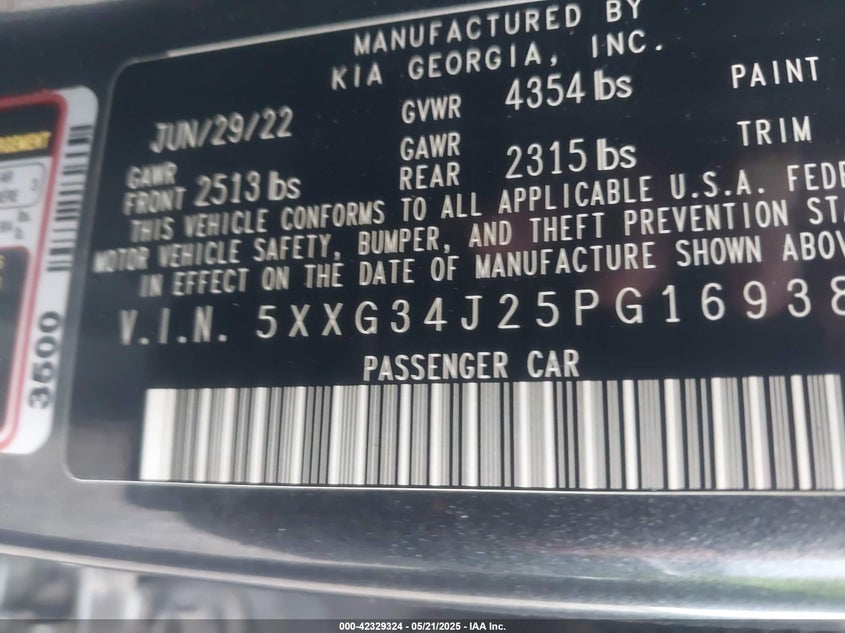 MANUFACTURED BY
KIA GEORGIA, INC.
JUN/29/22
GVWR 4354 lbs
PAINT
GAWR
FRONT 2513 lbs
GAWR
REAR 2315 lbs
TRIM
THIS VEHICLE CONFORMS TO ALL APPLICABLE U.S.A. FEDE
MOTOR VEHICLE SAFETY, BUMPER, AND THEFT PREVENTION STA
IN EFFECT ON THE DATE OF MANUFACTURE SHOWN ABOV
V.I.N. 5XXG34J25PG16938
PASSENGER CAR
3500
000-42329324 - 05/21/2025 - IAA Inc.